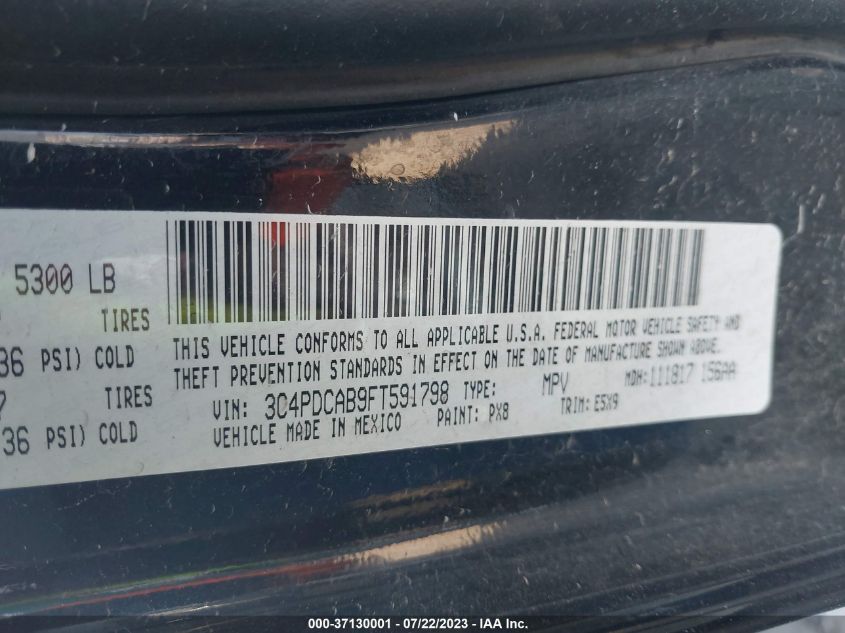 5300 LB
TIRES
36 PSI) COLD
7 TIRES
36 PSI) COLD
THIS VEHICLE CONFORMS TO ALL APPLICABLE U.S.A. FEDERAL MOTOR VEHICLE SAFETY AND
THEFT PREVENTION STANDARDS IN EFFECT ON THE DATE OF MANUFACTURE SHOWN ABOVE.
VIN: 3C4PDCAB9FT591798 TYPE: MPV MDH: 111817 156AA
VEHICLE MADE IN MEXICO PAINT: PX8 TRIM: E5X9
000-37130001 - 07/22/2023 - IAAI Inc.